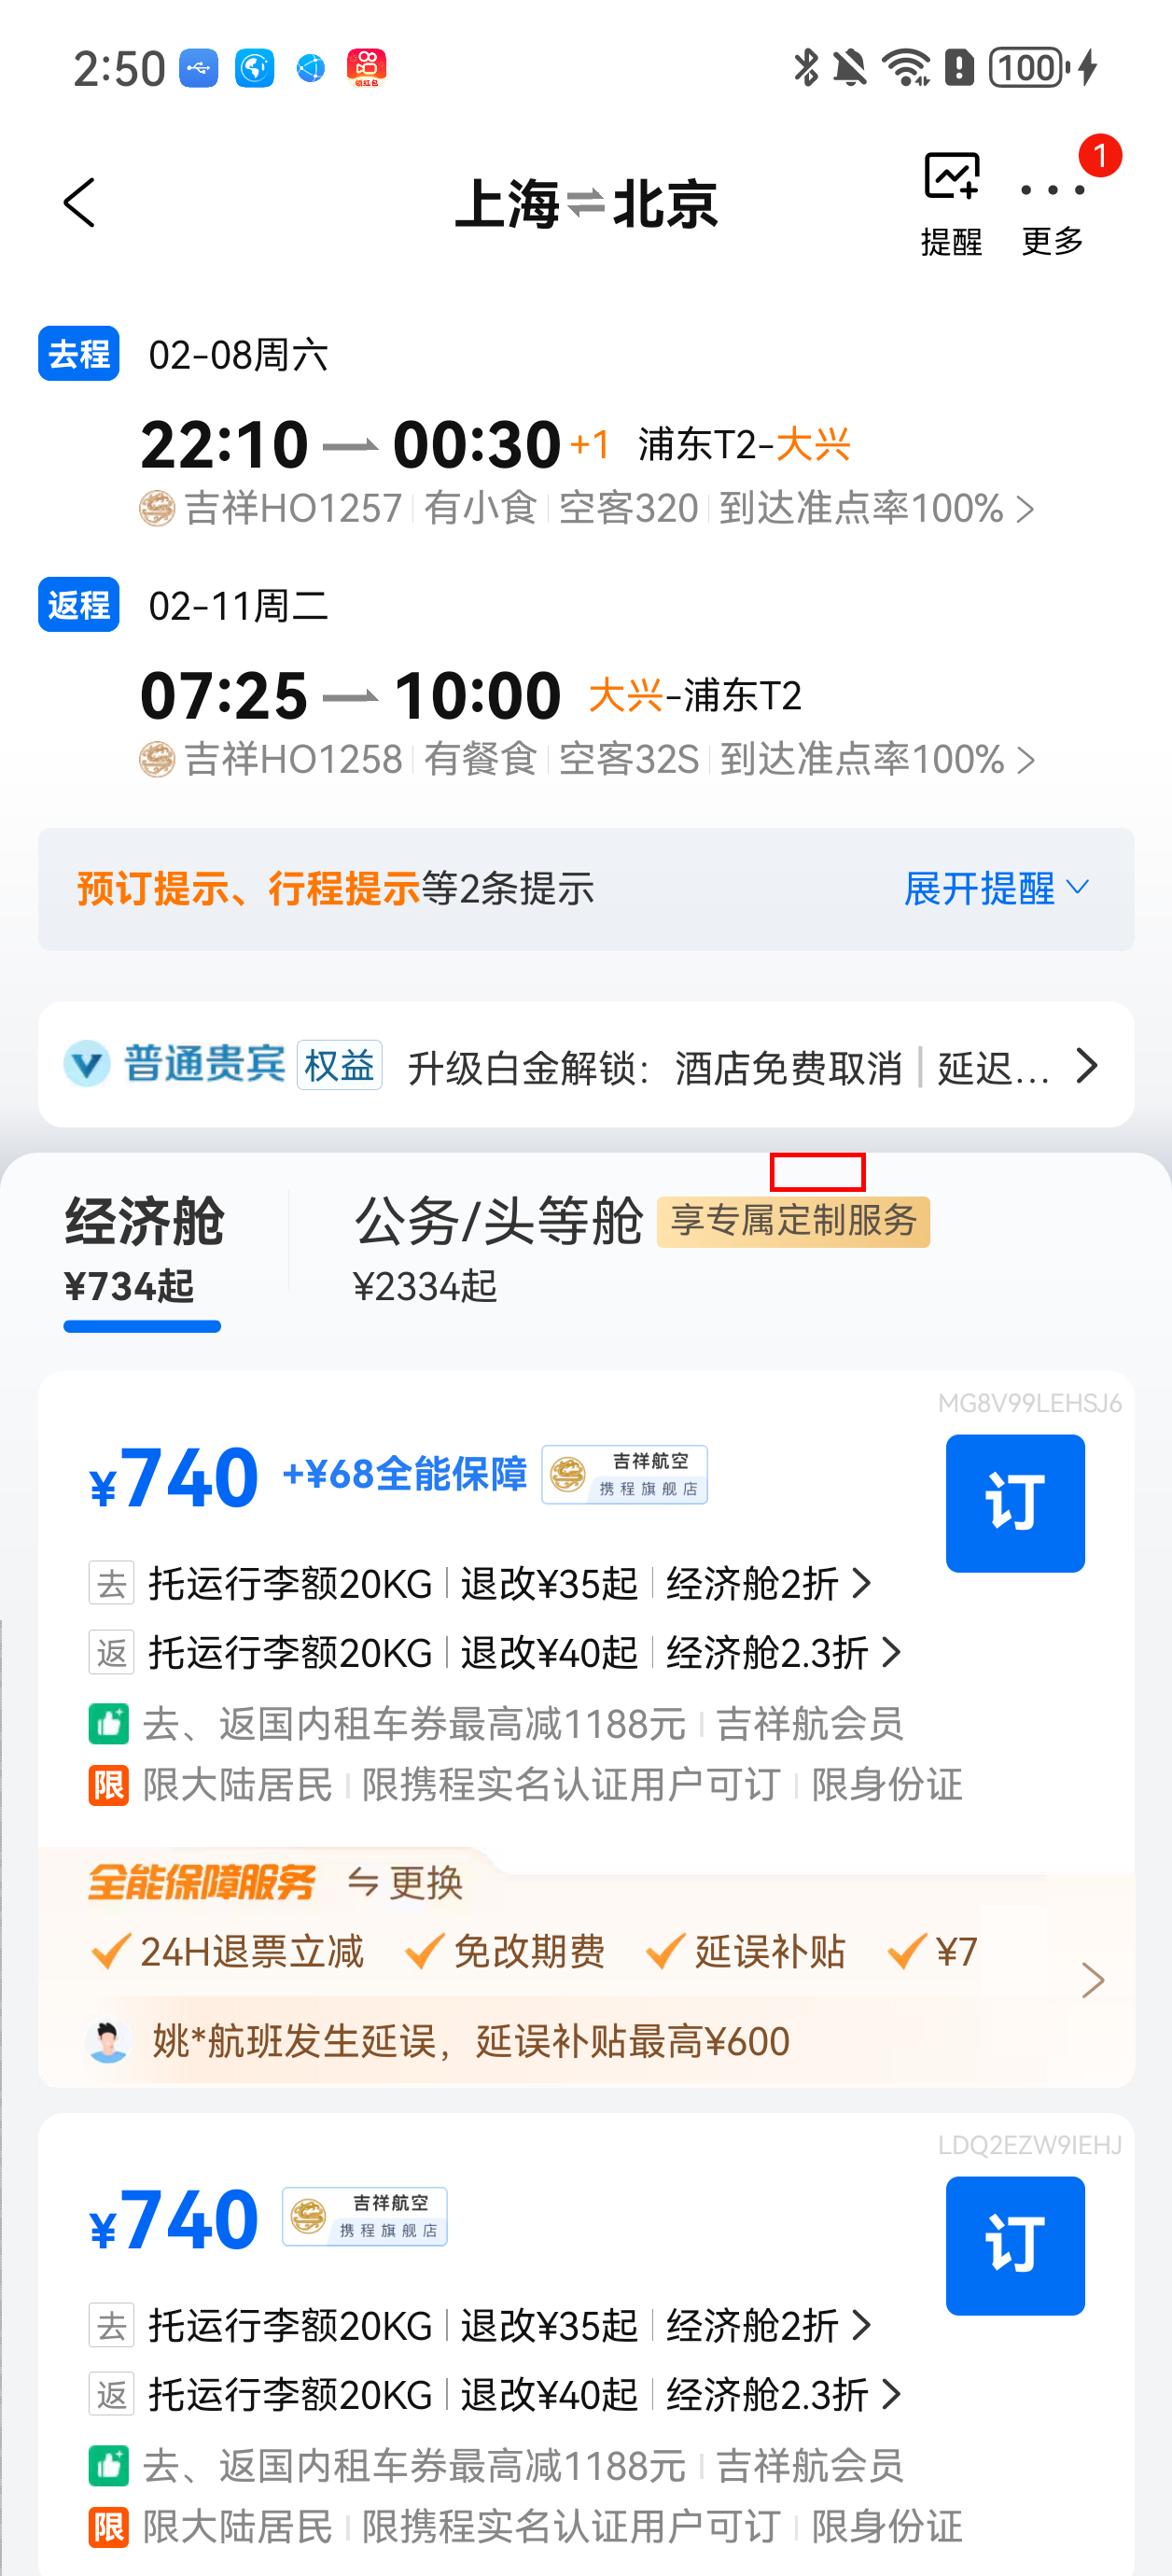 2:50
领红包
100
上海⇌北京
提醒
更多
1
去程 02-08周六
22:10 00:30 +1 浦东T2-大兴
吉祥HO1257 有小食 空客320 到达准点率100%
返程 02-11周二
07:25 10:00 大兴-浦东T2
吉祥HO1258 有餐食 空客32S 到达准点率100%
预订提示、行程提示等2条提示 展开提醒
普通贵宾 权益 升级白金解锁：酒店免费取消 | 延迟...
经济舱 公务/头等舱 享专属定制服务
¥734起 ¥2334起
MG8V99LEHSJ6
¥740 +¥68全能保障 吉祥航空 携程旗舰店
订
去 托运行李额20KG 退改¥35起 经济舱2折
返 托运行李额20KG 退改¥40起 经济舱2.3折
去、返国内租车券最高减1188元 吉祥航会员
限 限大陆居民 限携程实名认证用户可订 限身份证
全能保障服务 更换
24H退票立减 免改期费 延误补贴 ¥7
姚*航班发生延误，延误补贴最高¥600
LDQ2EZW9IEHJ
¥740 吉祥航空 携程旗舰店
订
去 托运行李额20KG 退改¥35起 经济舱2折
返 托运行李额20KG 退改¥40起 经济舱2.3折
去、返国内租车券最高减1188元 吉祥航会员
限 限大陆居民 限携程实名认证用户可订 限身份证